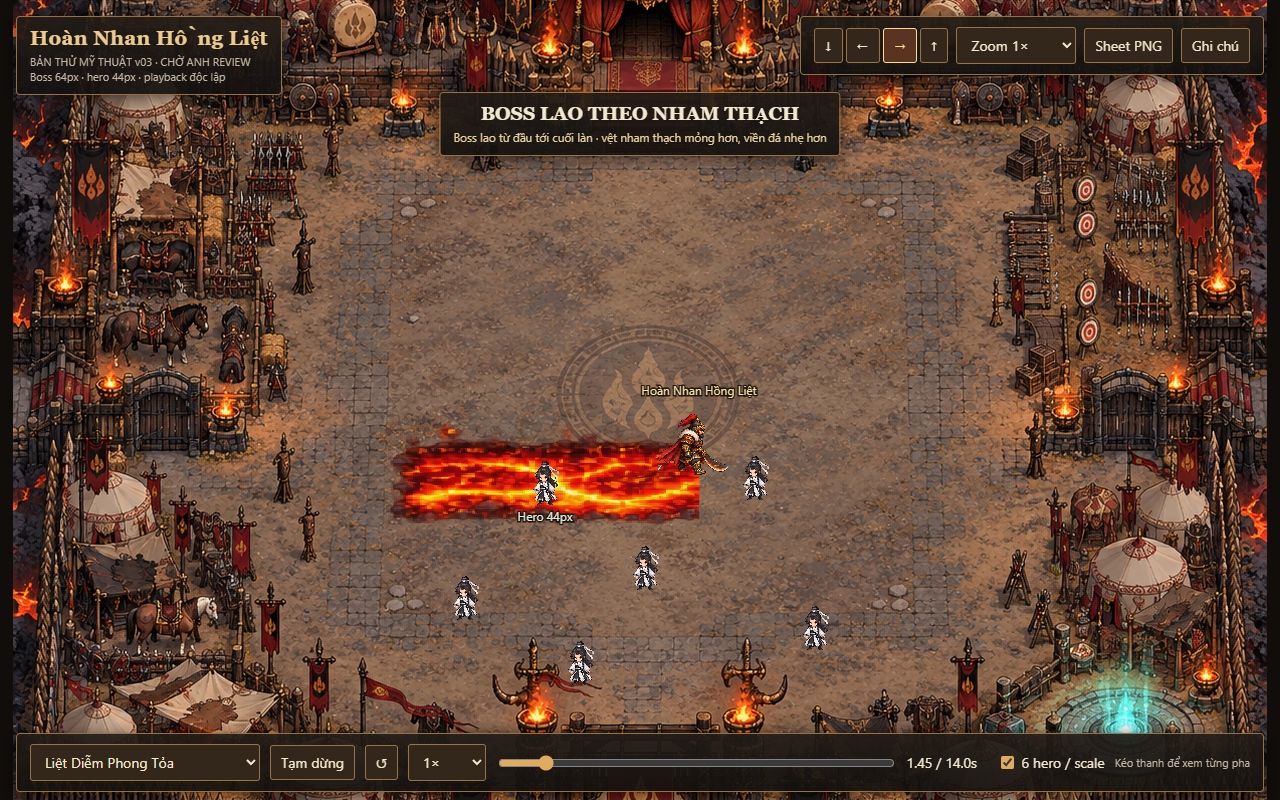 Hoàn Nhan Hồng Liệt
BẢN THỬ MỸ THUẬT v03 · CHỜ ANH REVIEW
Boss 64px · hero 44px · playback độc lập
↓ ← → ↑ Zoom 1× Sheet PNG Ghi chú
BOSS LAO THEO NHAM THẠCH
Boss lao từ đầu tới cuối làn · vệt nham thạch mỏng hơn, viền đá nhẹ hơn
Hoàn Nhan Hồng Liệt
Hero 44px
Liệt Diễm Phong Tỏa Tạm dừng ↺ 1× 1.45 / 14.0s 6 hero / scale Kéo thanh để xem từng pha